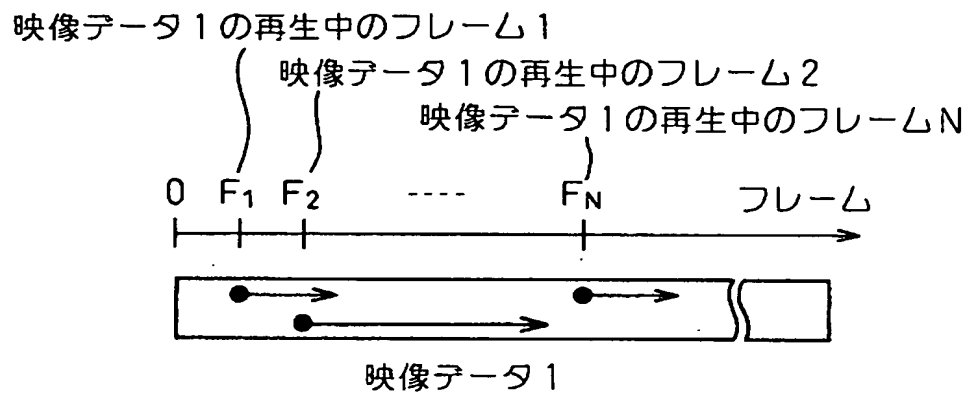 映像データ1の再生中のフレーム1
映像データ1の再生中のフレーム2
映像データ1の再生中のフレームN
0 F1 F2 ---- FN フレーム
映像データ1